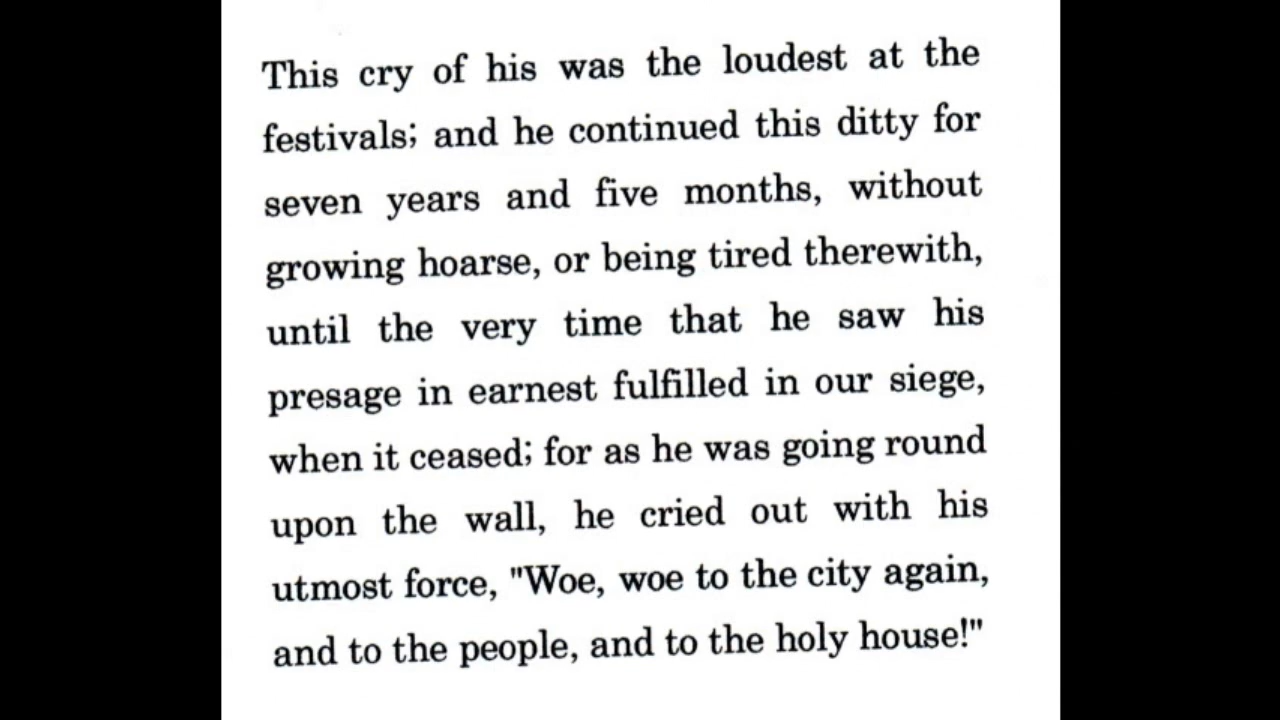 This cry of his was the loudest at the
festivals; and he continued this ditty for
seven years and five months, without
growing hoarse, or being tired therewith,
until the very time that he saw his
presage in earnest fulfilled in our siege,
when it ceased; for as he was going round
upon the wall, he cried out with his
utmost force, "Woe, woe to the city again,
and to the people, and to the holy house!"